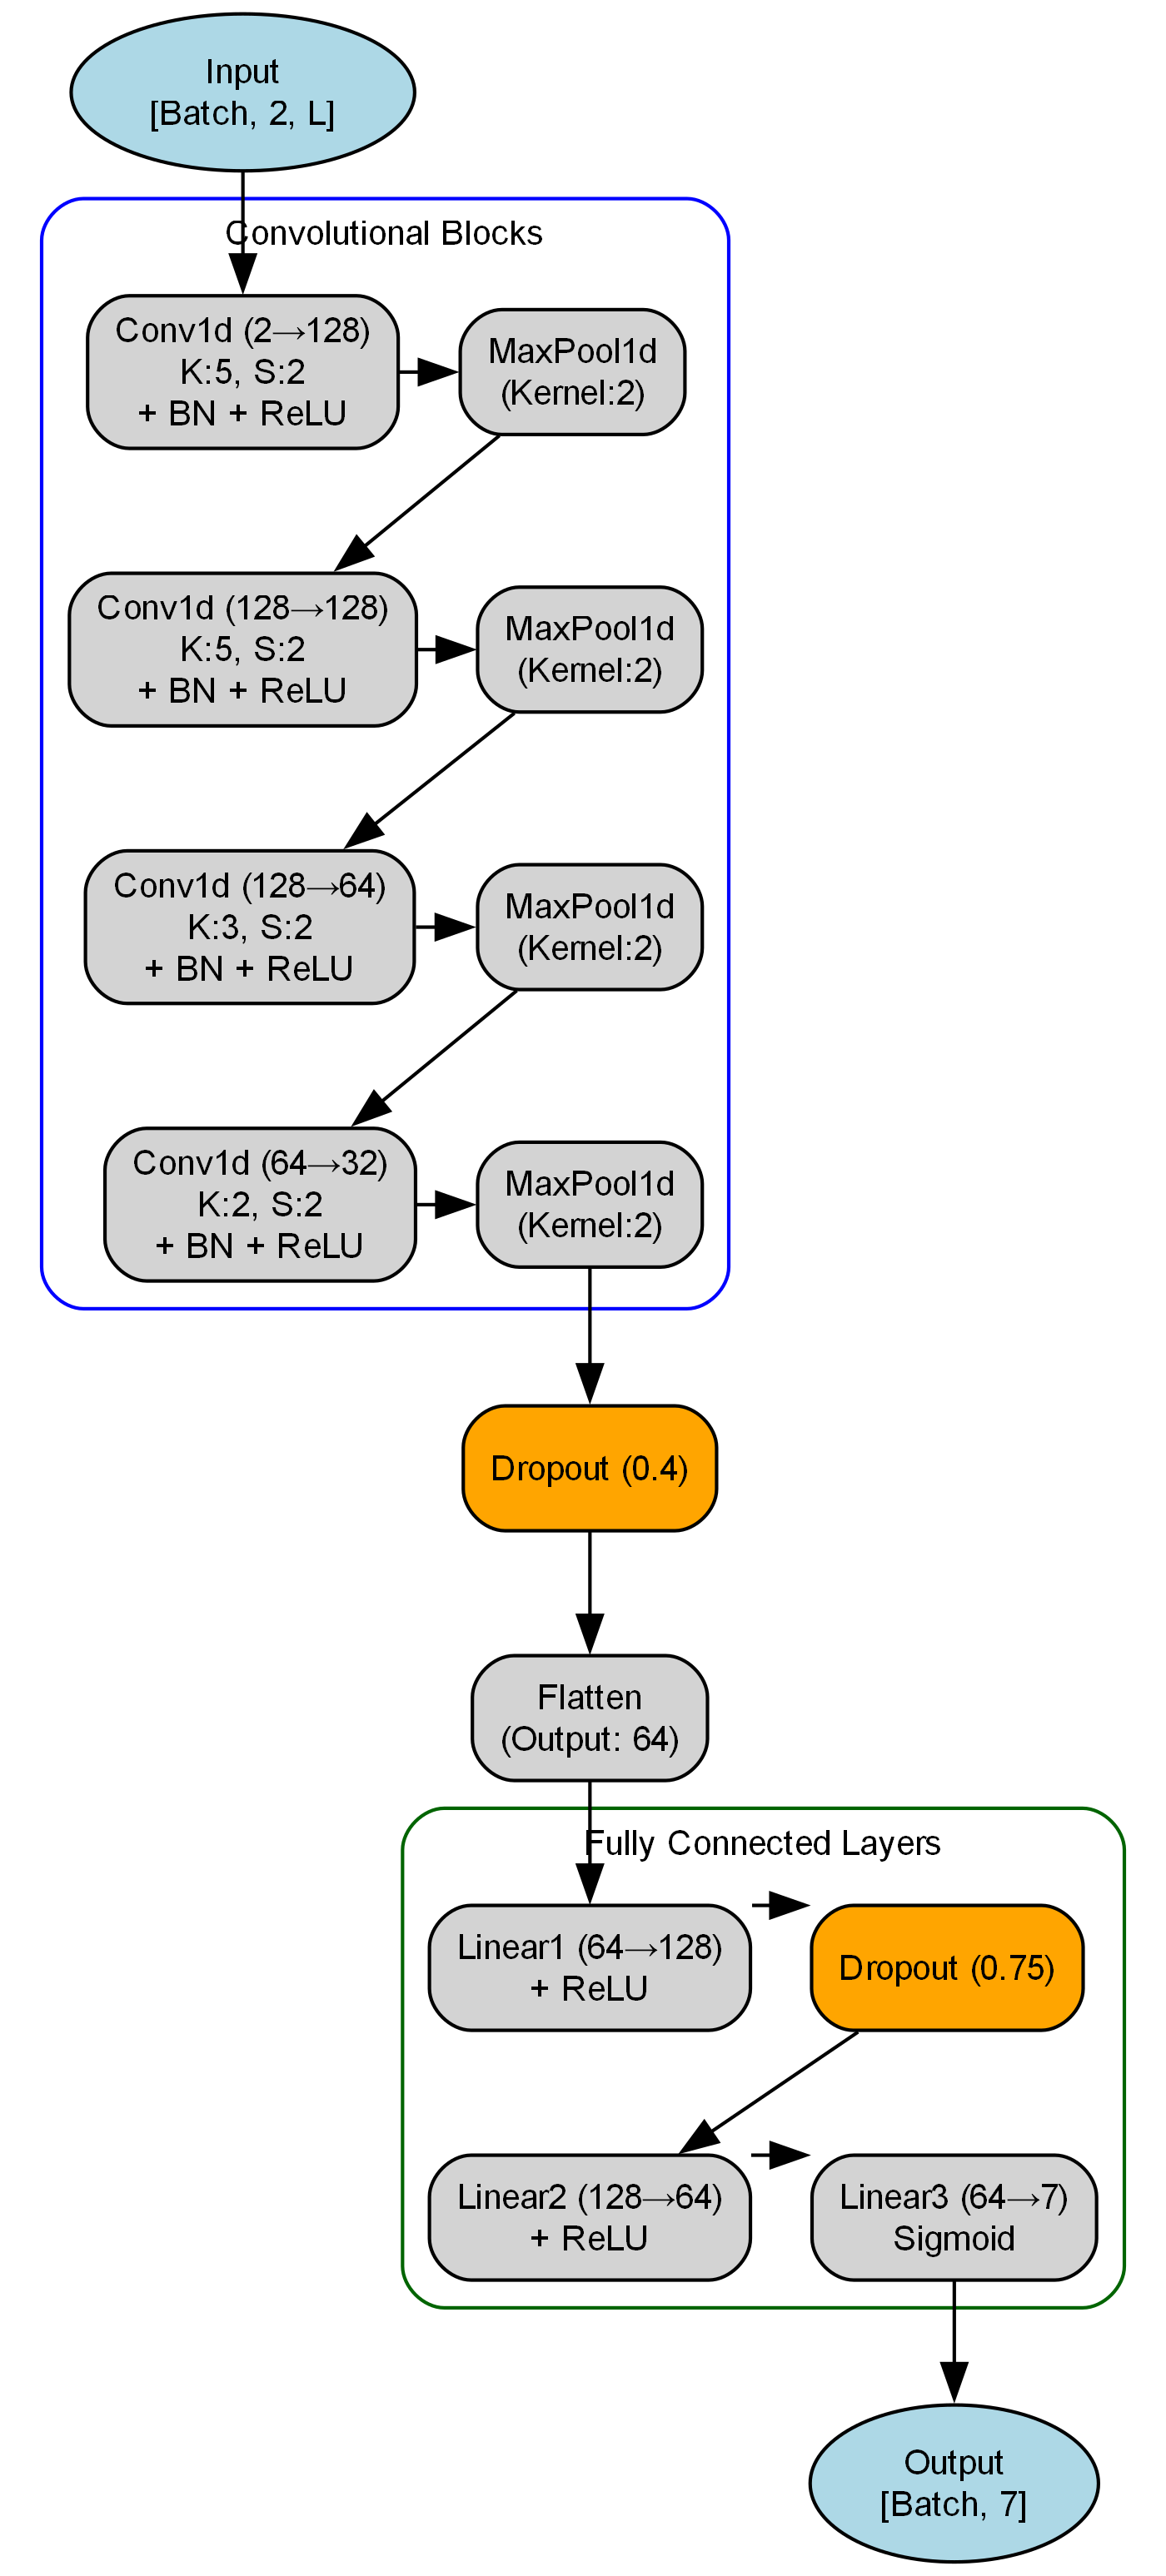 Input
[Batch, 2, L]
Convolutional Blocks
Conv1d (2→128)
K:5, S:2
+ BN + ReLU
MaxPool1d
(Kernel:2)
Conv1d (128→128)
K:5, S:2
+ BN + ReLU
MaxPool1d
(Kernel:2)
Conv1d (128→64)
K:3, S:2
+ BN + ReLU
MaxPool1d
(Kernel:2)
Conv1d (64→32)
K:2, S:2
+ BN + ReLU
MaxPool1d
(Kernel:2)
Dropout (0.4)
Flatten
(Output: 64)
Fully Connected Layers
Linear1 (64→128)
+ ReLU
Dropout (0.75)
Linear2 (128→64)
+ ReLU
Linear3 (64→7)
Sigmoid
Output
[Batch, 7]